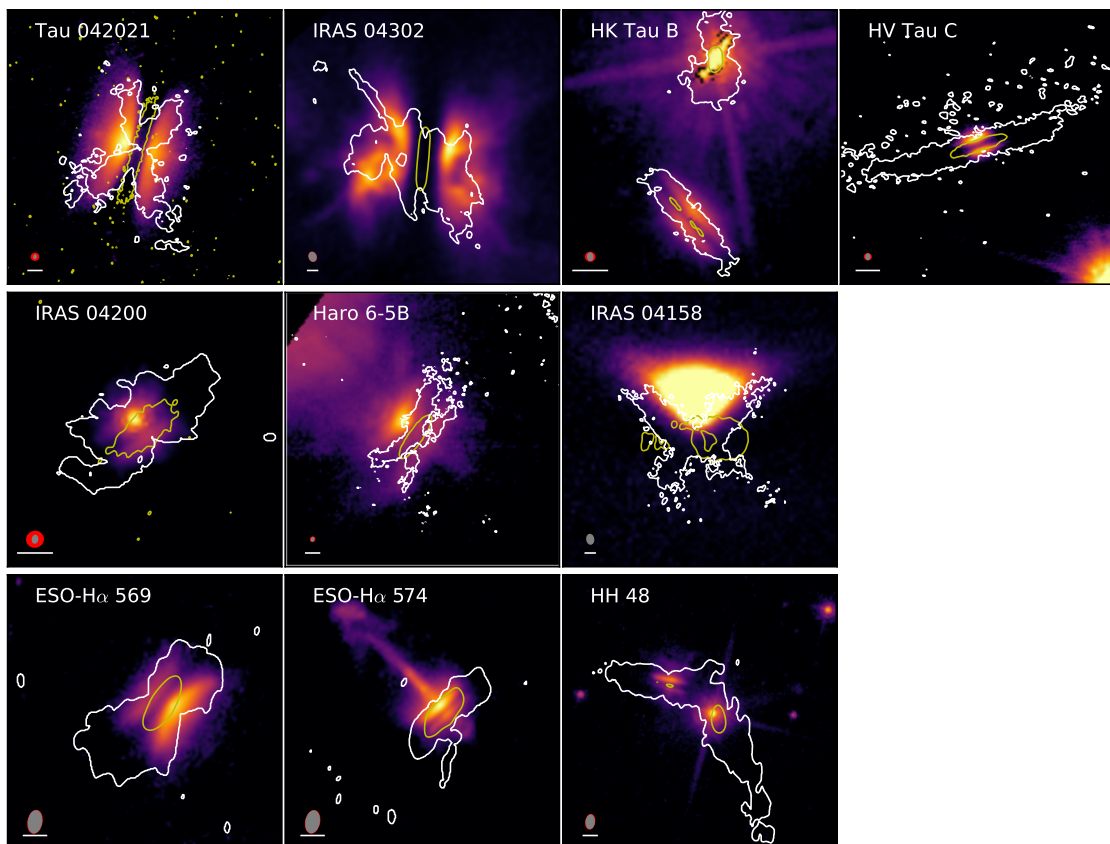 Tau 042021
IRAS 04302
HK Tau B
HV Tau C
IRAS 04200
Haro 6-5B
IRAS 04158
ESO-Hα 569
ESO-Hα 574
HH 48